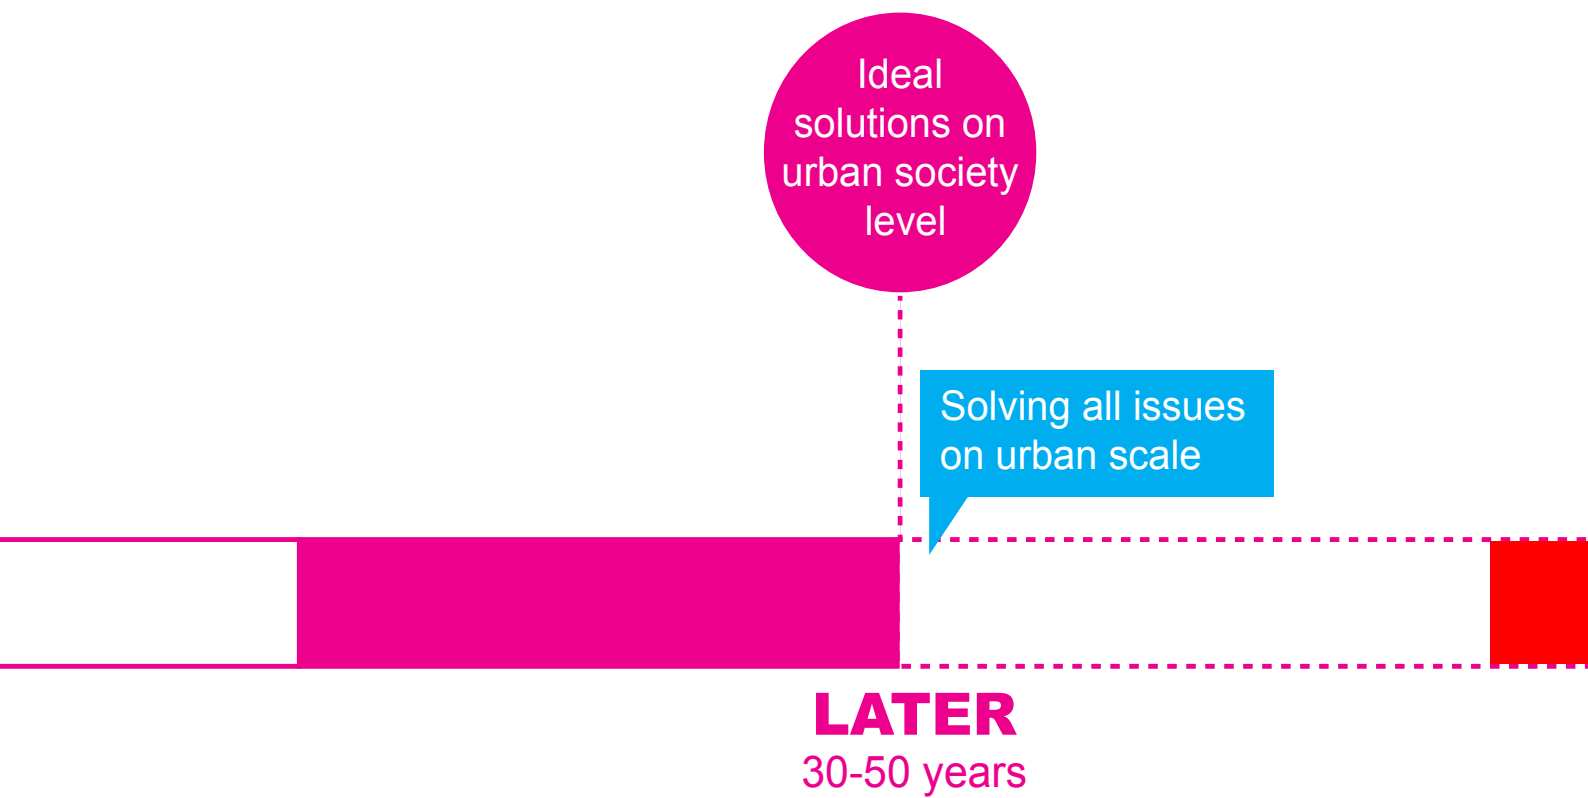 Ideal
solutions on
urban society
level
Solving all issues
on urban scale
LATER
30-50 years